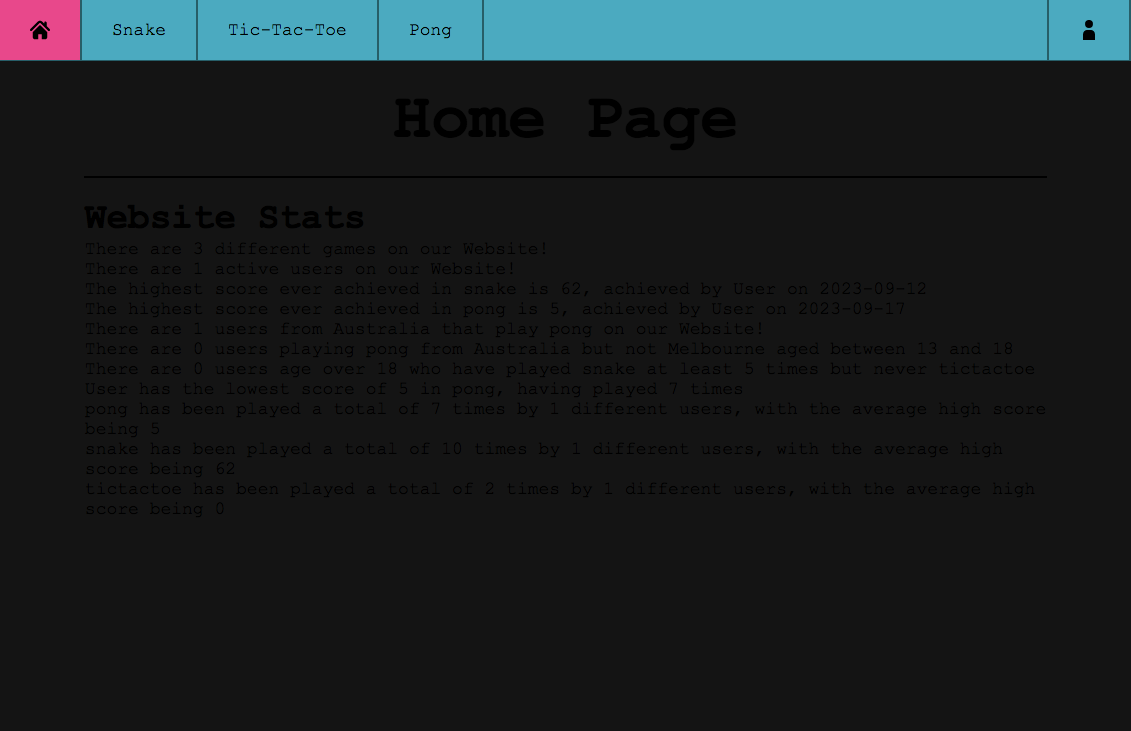 Snake Tic-Tac-Toe Pong
Home Page
Website Stats
There are 3 different games on our Website!
There are 1 active users on our Website!
The highest score ever achieved in snake is 62, achieved by User on 2023-09-12
The highest score ever achieved in pong is 5, achieved by User on 2023-09-17
There are 1 users from Australia that play pong on our Website!
There are 0 users playing pong from Australia but not Melbourne aged between 13 and 18
There are 0 users age over 18 who have played snake at least 5 times but never tictactoe
User has the lowest score of 5 in pong, having played 7 times
pong has been played a total of 7 times by 1 different users, with the average high score
being 5
snake has been played a total of 10 times by 1 different users, with the average high
score being 62
tictactoe has been played a total of 2 times by 1 different users, with the average high
score being 0